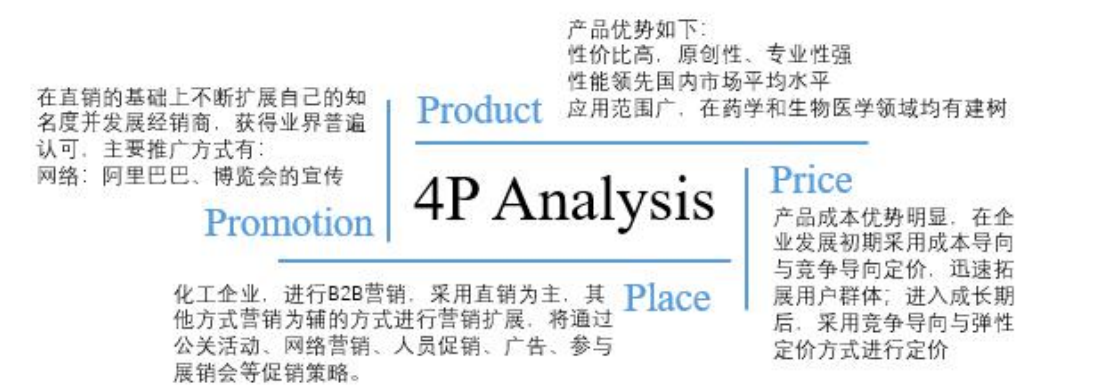 产品优势如下：
性价比高，原创性、专业性强
性能领先国内市场平均水平
应用范围广，在药学和生物医学领域均有建树
Product
在直销的基础上不断扩展自己的知
名度并发展经销商，获得业界普遍
认可，主要推广方式有：
网络：阿里巴巴、博览会的宣传
Promotion
4P Analysis
Price
产品成本优势明显，在企
业发展初期采用成本导向
与竞争导向定价，迅速拓
展用户群体；进入成长期
后，采用竞争导向与弹性
定价方式进行定价
Place
化工企业，进行B2B营销，采用直销为主，其
他方式营销为辅的方式进行营销扩展，将通过
公关活动、网络营销、人员促销、广告、参与
展销会等促销策略。